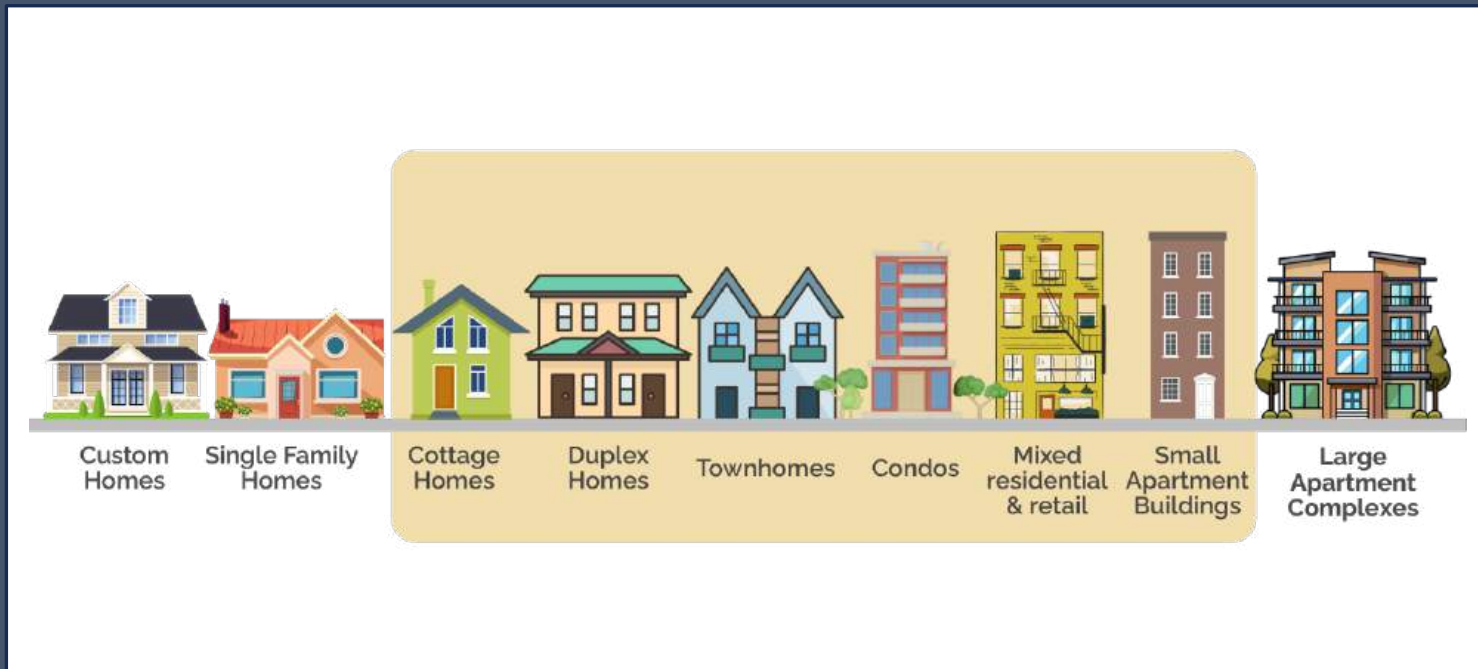 Custom
Homes
Single Family
Homes
Cottage
Homes
Duplex
Homes
Townhomes
Condos
Mixed
residential
& retail
Small
Apartment
Buildings
Large
Apartment
Complexes